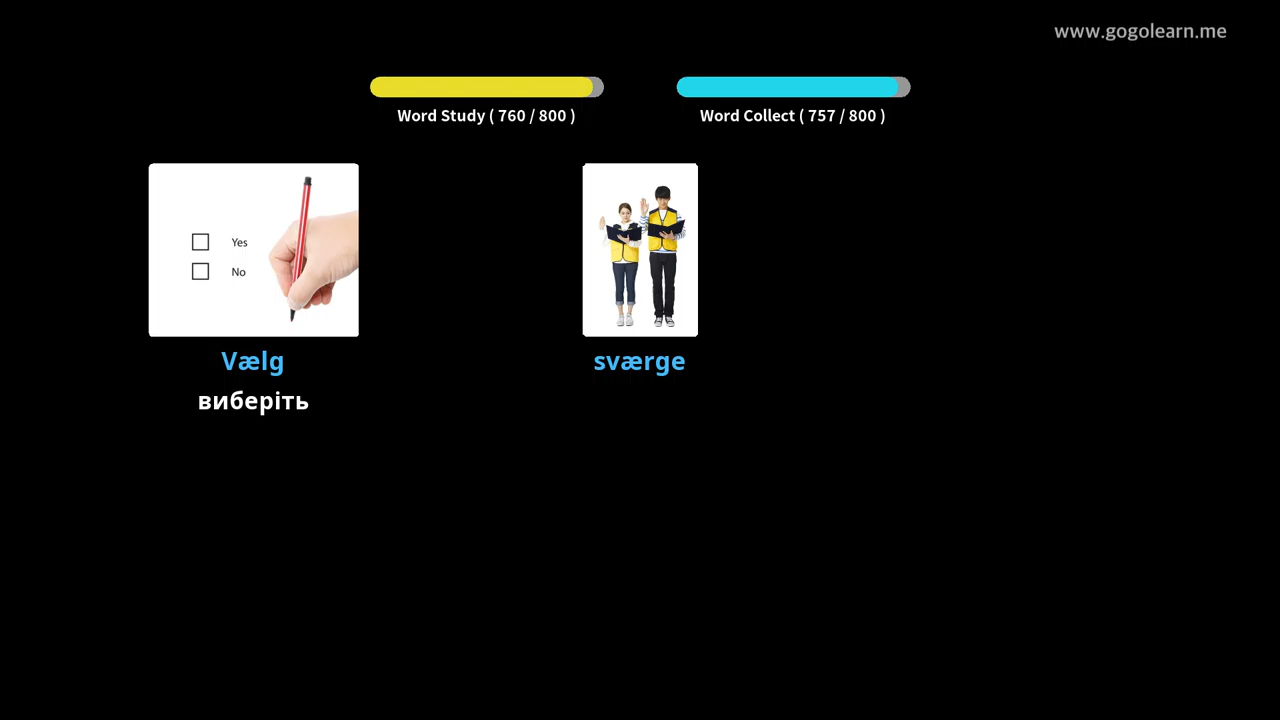 www.gogolearn.me
Word Study ( 760 / 800 )
Word Collect ( 757 / 800 )
Yes
No
Vælg
sværge
виберіть